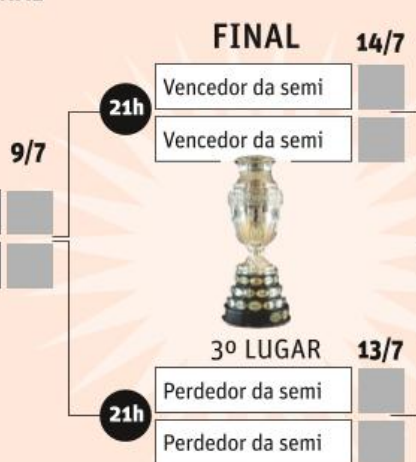 FINAL 14/7
21h
Vencedor da semi
Vencedor da semi
9/7
3º LUGAR 13/7
21h
Perdedor da semi
Perdedor da semi